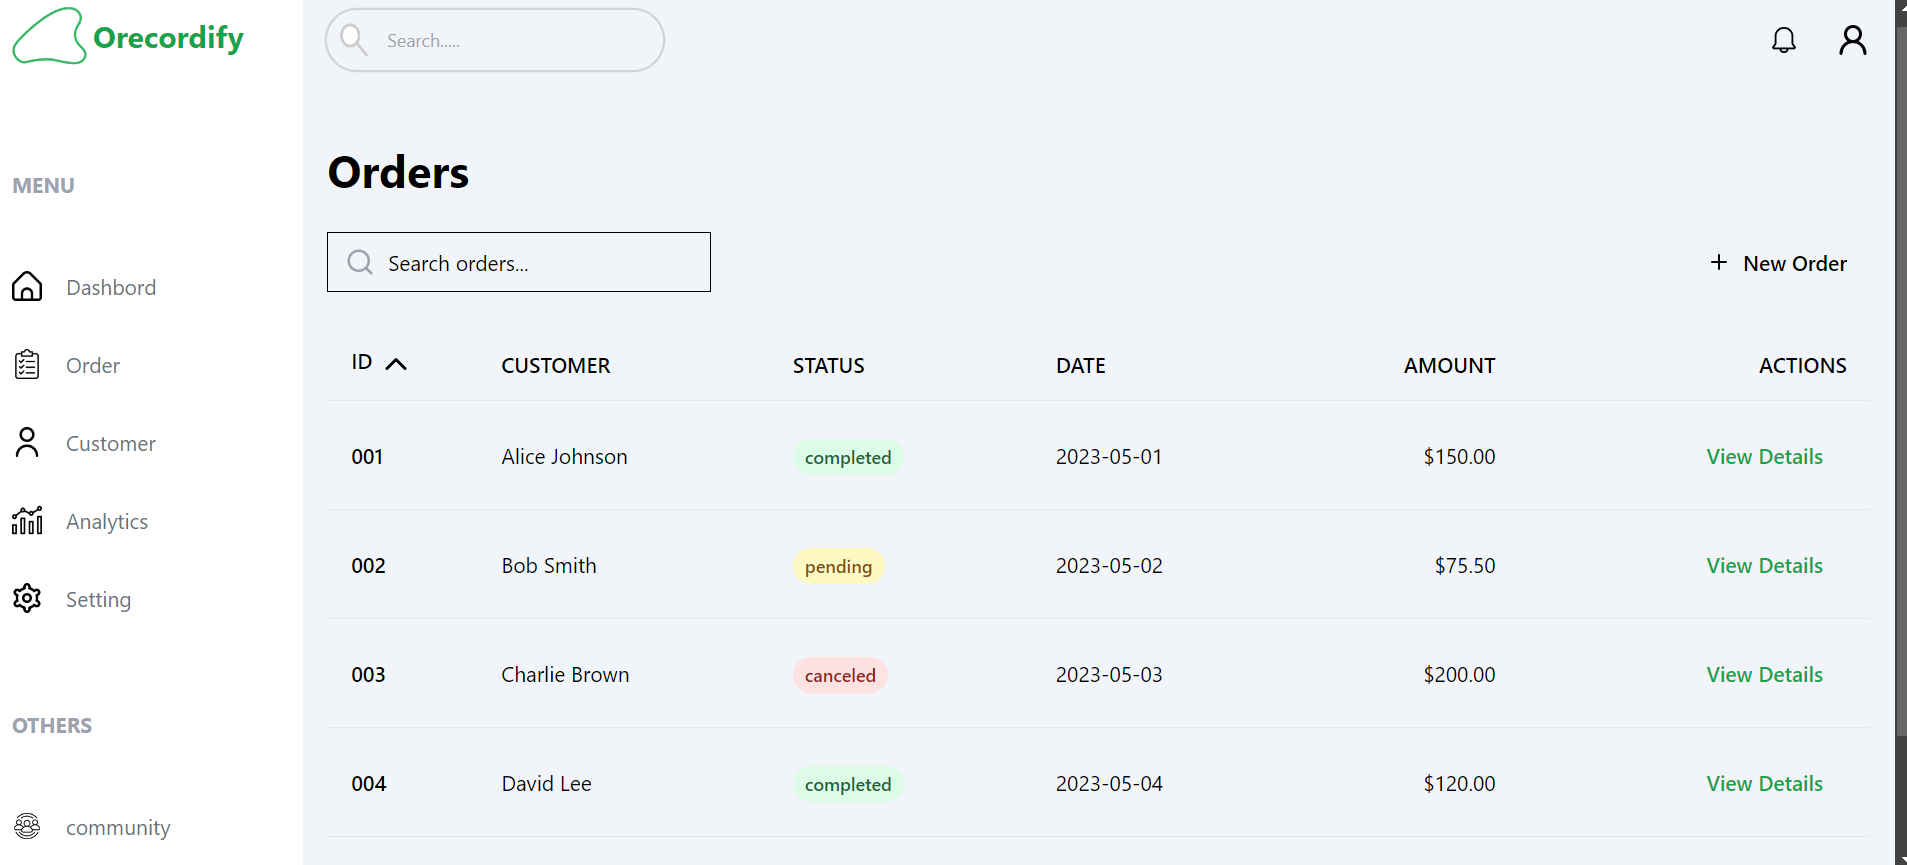 Orecordify
Search.....
MENU
Dashbord
Order
Customer
Analytics
Setting
OTHERS
community
Orders
Search orders...
+ New Order
ID CUSTOMER STATUS DATE AMOUNT ACTIONS
001 Alice Johnson completed 2023-05-01 $150.00 View Details
002 Bob Smith pending 2023-05-02 $75.50 View Details
003 Charlie Brown canceled 2023-05-03 $200.00 View Details
004 David Lee completed 2023-05-04 $120.00 View Details